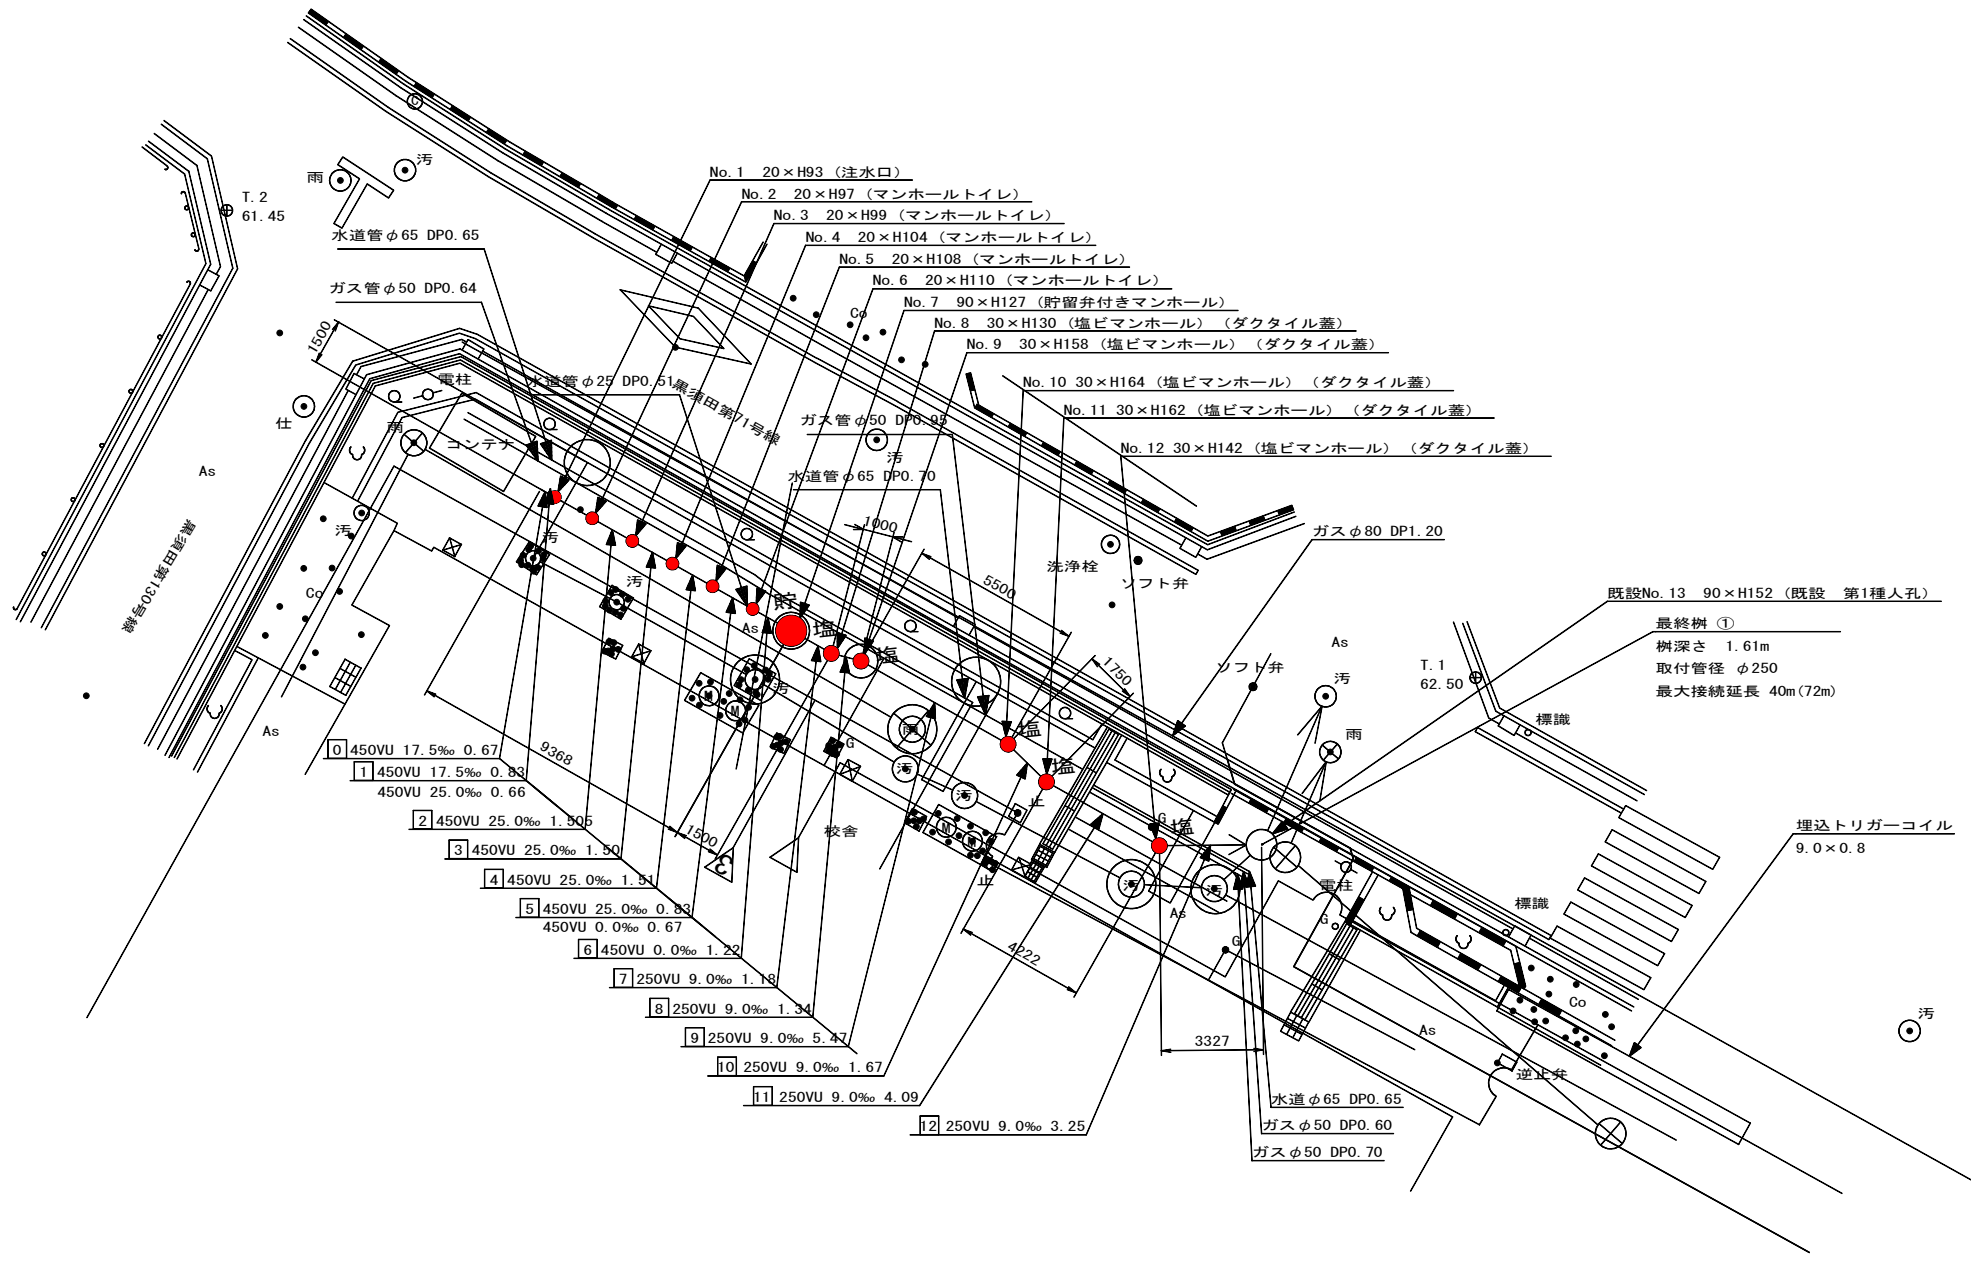 No.1 20×H93 (注水口)
No.2 20×H97 (マンホールトイレ)
No.3 20×H99 (マンホールトイレ)
No.4 20×H104 (マンホールトイレ)
No.5 20×H108 (マンホールトイレ)
No.6 20×H110 (マンホールトイレ)
No.7 90×H127 (貯留弁付きマンホール)
No.8 30×H130 (塩ビマンホール) (ダクタイル蓋)
No.9 30×H158 (塩ビマンホール) (ダクタイル蓋)
No.10 30×H164 (塩ビマンホール) (ダクタイル蓋)
No.11 30×H162 (塩ビマンホール) (ダクタイル蓋)
No.12 30×H142 (塩ビマンホール) (ダクタイル蓋)
C
汚
雨
T.2
61.45
水道管φ65 DP0.65
ガス管φ50 DP0.64
1500
Co
電柱
水道管φ25 DP0.51
黒須田第71号線
ガス管φ50 DP0.95
汚
水道管φ65 DP0.70
仕
雨
コンテナ
As
汚
黒須田第130号線
汚
汚
Co
1000
5500
洗浄栓
ソフト弁
ガスφ80 DP1.20
既設No.13 90×H152 (既設 第1種人孔)
最終桝 ①
桝深さ 1.61m
取付管径 φ250
最大接続延長 40m(72m)
貯
As
塩
塩
汚
M
M
1750
ソフト弁
As
汚
T.1
62.50
標識
雨
As
雨
塩
塩
G
汚
汚
9368
1500
3
校舎
止
M
M
止
G
塩
汚
汚
As
電柱
G
G
標識
埋込トリガーコイル
9.0×0.8
4222
3327
Co
As
汚
逆止弁
0 450VU 17.5‰ 0.67
1 450VU 17.5‰ 0.83
450VU 25.0‰ 0.66
2 450VU 25.0‰ 1.505
3 450VU 25.0‰ 1.50
4 450VU 25.0‰ 1.51
5 450VU 25.0‰ 0.83
450VU 0.0‰ 0.67
6 450VU 0.0‰ 1.22
7 250VU 9.0‰ 1.18
8 250VU 9.0‰ 1.34
9 250VU 9.0‰ 5.47
10 250VU 9.0‰ 1.67
11 250VU 9.0‰ 4.09
12 250VU 9.0‰ 3.25
水道φ65 DP0.65
ガスφ50 DP0.60
ガスφ50 DP0.70